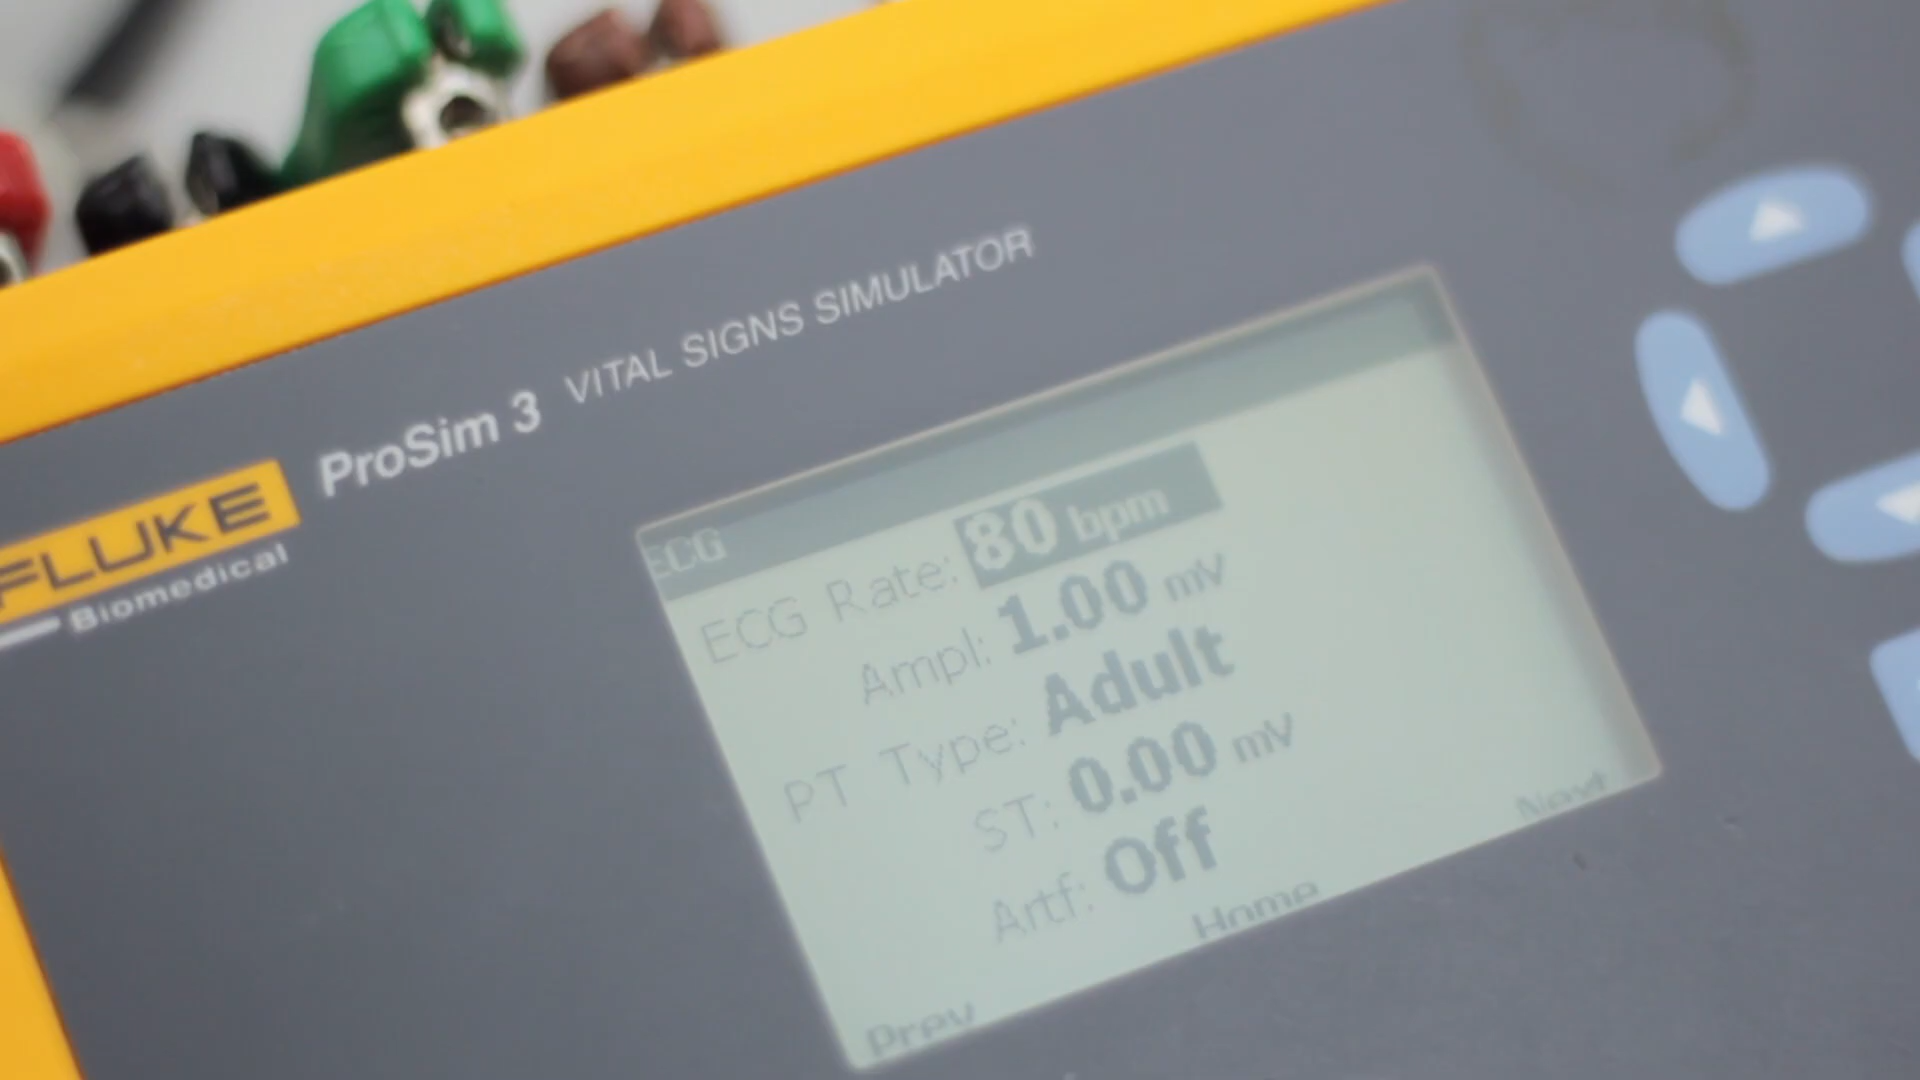 FLUKE
Biomedical
ProSim 3 VITAL SIGNS SIMULATOR
ECG
ECG Rate: 80 bpm
Ampl: 1.00 mV
PT Type: Adult
ST: 0.00 mV
Artf: Off
Prev Home Next